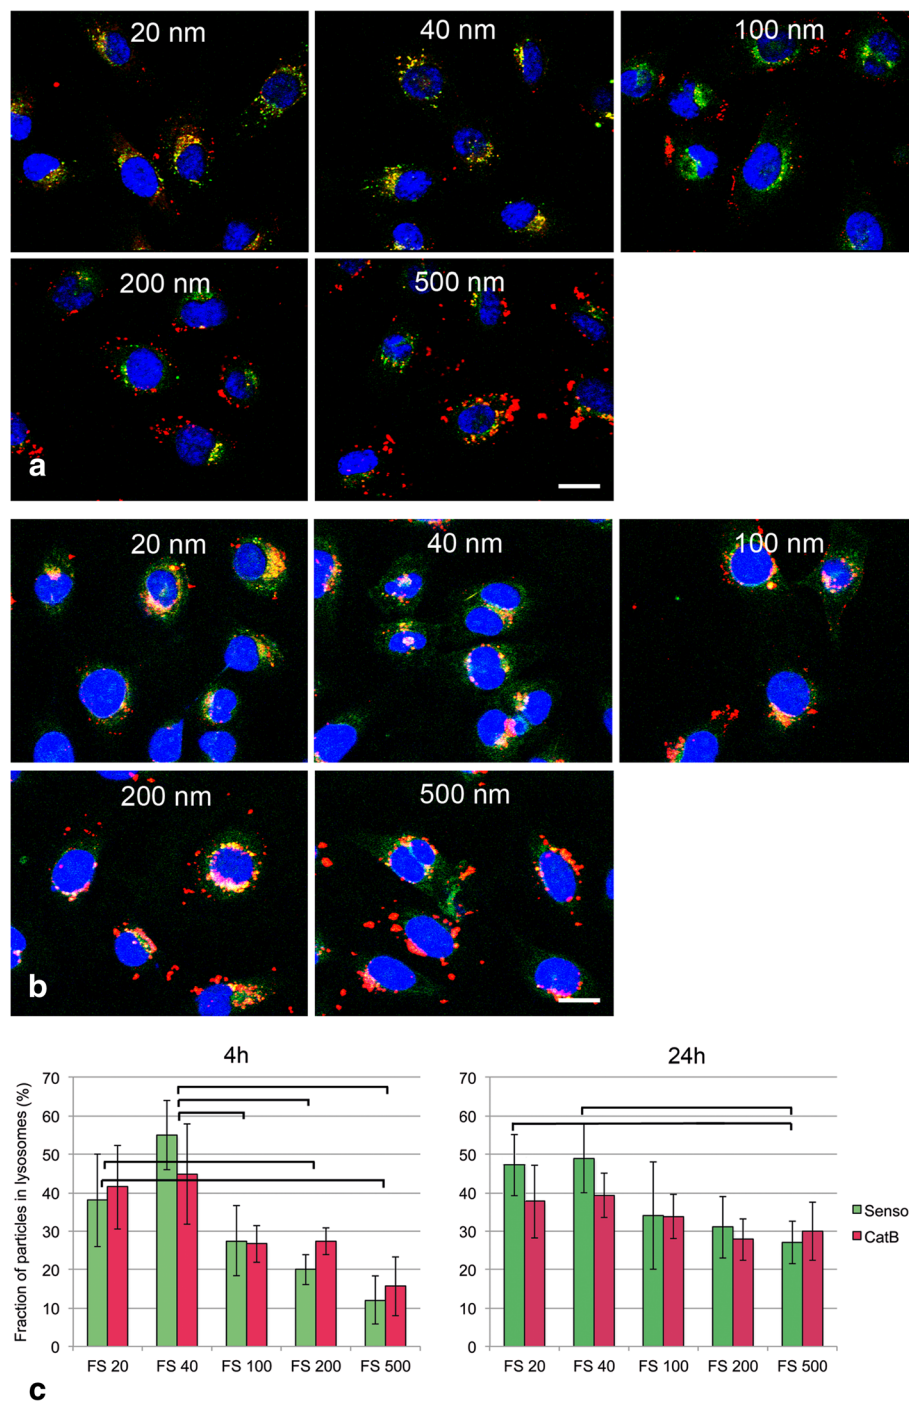 20 nm
40 nm
100 nm
200 nm
500 nm
a
20 nm
40 nm
100 nm
200 nm
500 nm
b
4h
24h
Fraction of particles in lysosomes (%)
70
60
50
40
30
20
10
0
FS 20
FS 40
FS 100
FS 200
FS 500
70
60
50
40
30
20
10
0
FS 20
FS 40
FS 100
FS 200
FS 500
Senso
CatB
c